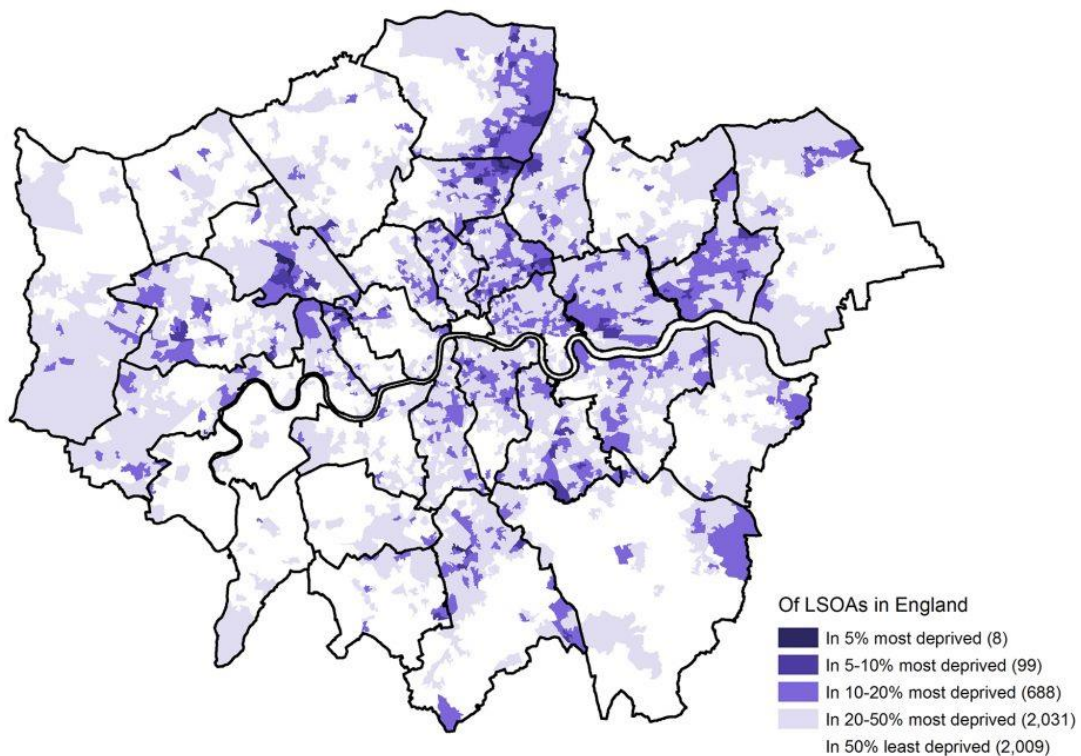 Of LSOAs in England
In 5% most deprived (8)
In 5-10% most deprived (99)
In 10-20% most deprived (688)
In 20-50% most deprived (2,031)
In 50% least deprived (2,009)